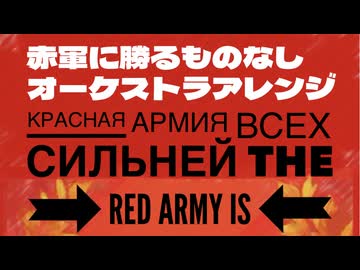 赤軍に勝るものなし
オーケストラアレンジ
КРАСНАЯ АРМИЯ ВСЕХ
СИЛЬНЕЙ THE
RED ARMY IS